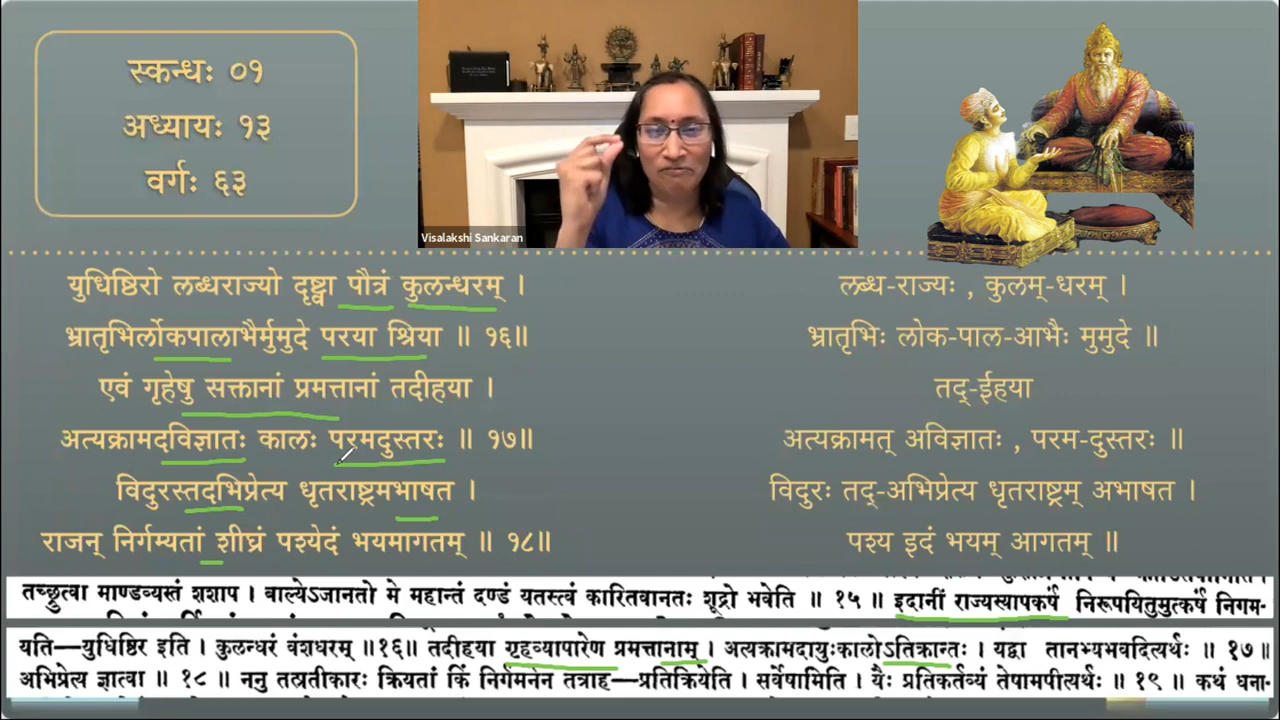 स्कन्धः ०१
अध्यायः १३
वर्गः ६३
Visalakshi Sankaran
युधिष्ठिरो लब्धराज्यो दृष्ट्वा पौत्रं कुलन्धरम् ।
भ्रातृभिर्लोकपालाभैर्मुमुदे परया श्रिया ॥ १६॥
एवं गृहेषु सक्तानां प्रमत्तानां तदीहया ।
अत्यक्रामदविज्ञातः कालः परमदुस्तरः ॥ १७॥
विदुरस्तदभिप्रेत्य धृतराष्ट्रमभाषत ।
राजन् निर्गम्यतां शीघ्रं पश्येदं भयमागतम् ॥ १८॥
लब्ध-राज्यः , कुलम्-धरम् ।
भ्रातृभिः लोक-पाल-आभैः मुमुदे ॥
तद्-ईहया
अत्यक्रामत् अविज्ञातः , परम-दुस्तरः ॥
विदुरः तद्-अभिप्रेत्य धृतराष्ट्रम् अभाषत ।
पश्य इदं भयम् आगतम् ॥
तच्छ्रुत्वा माण्डव्यस्तं शशाप । बाल्येऽजानतो मे महान्तं दण्डं यतस्त्वं कारितवानतः शूद्रो भवेति ॥ १५ ॥ इदानीं राज्यस्यापकर्षं निरूपयितुमुत्कर्षं निगम-
यति—युधिष्ठिर इति । कुलन्धरं वंशधरम् ॥१६॥ तदीहया गृहव्यापारेण प्रमत्तानाम् । अत्यक्रामदायुःकालोऽतिक्रान्तः । यद्वा तानभ्यभवदित्यर्थः ॥ १७॥
अभिप्रेत्य ज्ञात्वा ॥ १८ ॥ ननु तत्प्रतीकारः क्रियतां किं निर्गमनेन तत्राह—प्रतिक्रियेति । सर्वेषामिति । यैः प्रतिकर्तव्यं तेषामपीत्यर्थः ॥ १९ ॥ कथं धना-